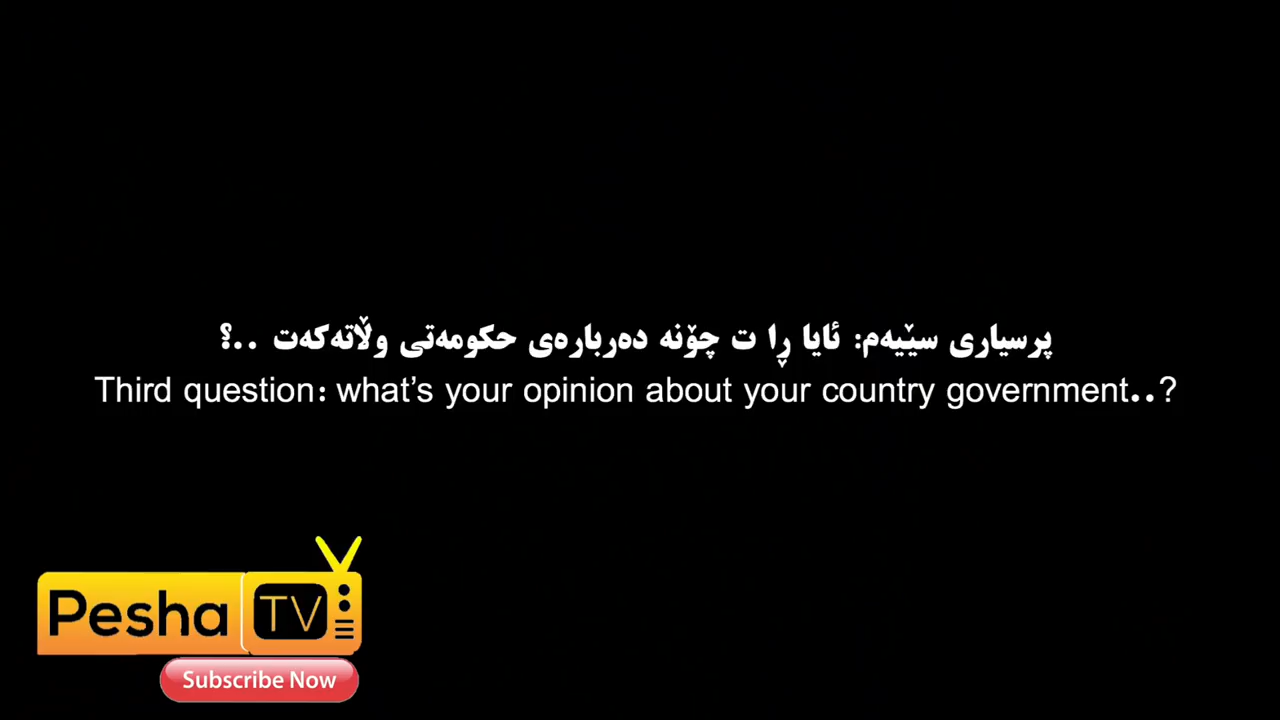 پرسیاری سێیەم: ئایا ڕا ت چۆنە دەربارەی حکومەتی وڵاتەکەت ..؟
Third question: what’s your opinion about your country government..?
Pesha TV
Subscribe Now